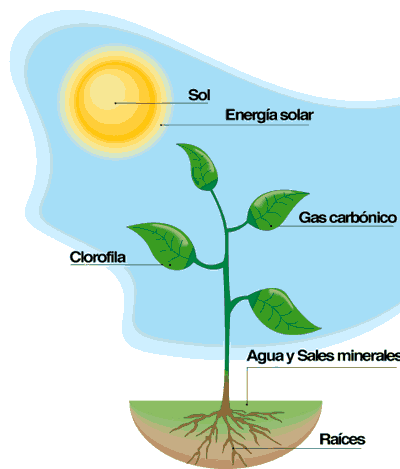 Sol
Energía solar
Gas carbónico
Clorofila
Agua y Sales minerales
Raíces